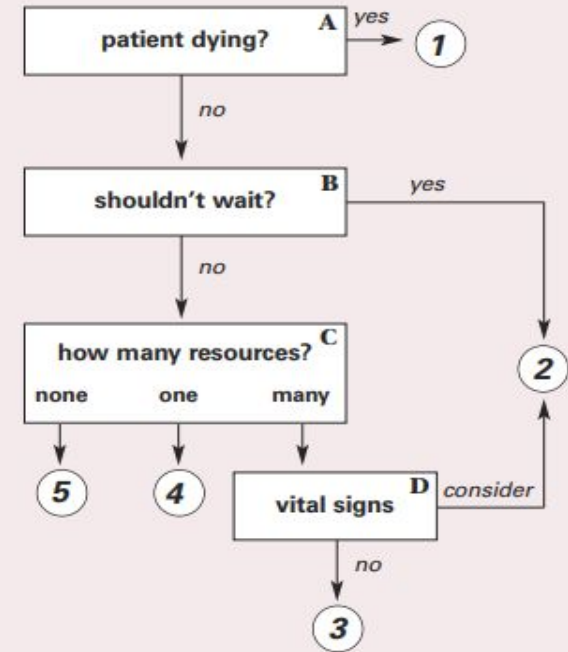 patient dying? A
yes
1
no
shouldn't wait? B
yes
no
how many resources? C
none one many
2
5
4
vital signs D
consider
no
3